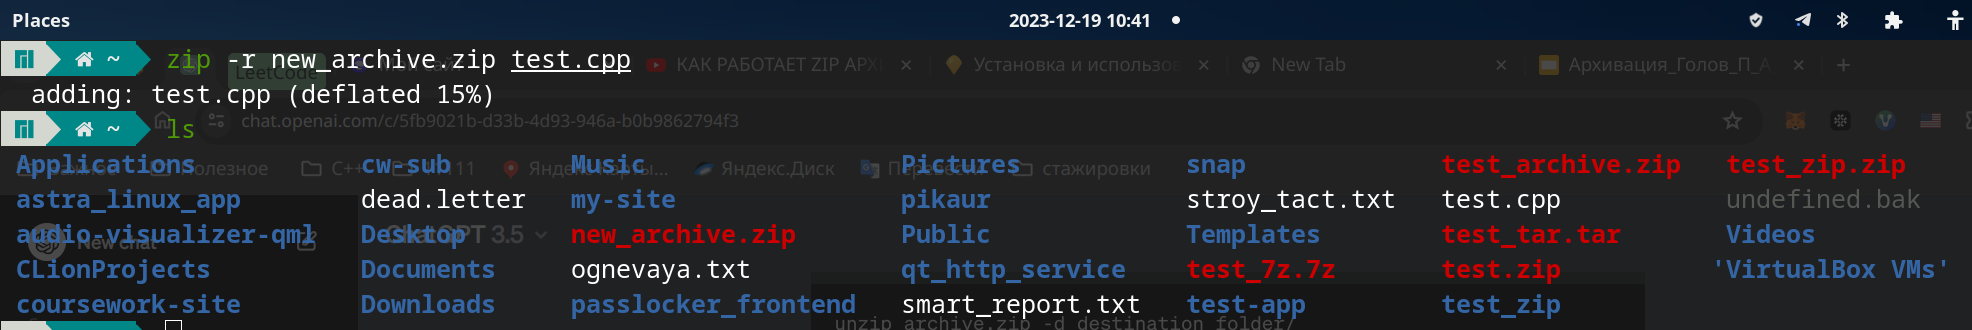 Places 2023-12-19 10:41
~ zip -r new_archive.zip test.cpp
LeetCode КАК РАБОТАЕТ ZIP АРХ Установка и использов New Tab Архивация_Голов_П_А
adding: test.cpp (deflated 15%)
~ ls
chat.openai.com/c/5fb9021b-d33b-4d93-946a-b0b9862794f3
Applications cw-sub Music Pictures snap test_archive.zip test_zip.zip
полезное C++ Яндекс.Диск стажировки
astra_linux_app dead.letter my-site pikaur stroy_tact.txt test.cpp undefined.bak
audio-visualizer-qml Desktop new_archive.zip Public Templates test_tar.tar Videos
New chat ChatGPT 3.5
CLionProjects Documents ognevaya.txt qt_http_service test_7z.7z test.zip 'VirtualBox VMs'
coursework-site Downloads passlocker_frontend smart_report.txt test-app test_zip
unzip archive.zip -d destination_folder/